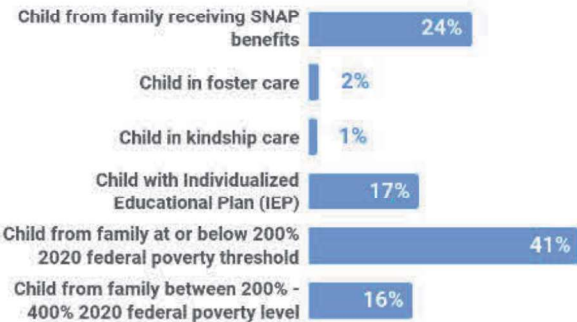 Child from family receiving SNAP
benefits
24%
Child in foster care
2%
Child in kindship care
1%
Child with Individualized
Educational Plan (IEP)
17%
Child from family at or below 200%
2020 federal poverty threshold
41%
Child from family between 200% -
400% 2020 federal poverty level
16%